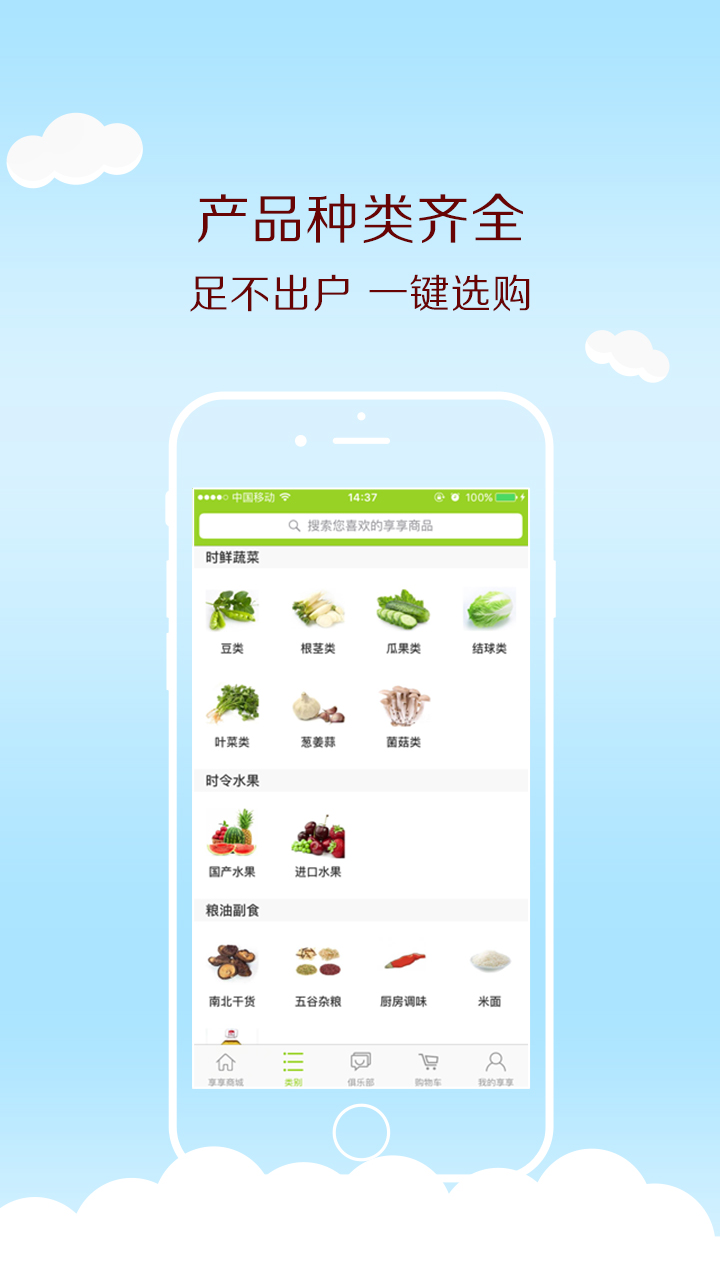 产品种类齐全
足不出户 一键选购
中国移动 14:37 100%
搜索您喜欢的享享商品
时鲜蔬菜
豆类 根茎类 瓜果类 结球类
叶菜类 葱姜蒜 菌菇类
时令水果
国产水果 进口水果
粮油副食
南北干货 五谷杂粮 厨房调味 米面
享享商城 类别 俱乐部 购物车 我的享享